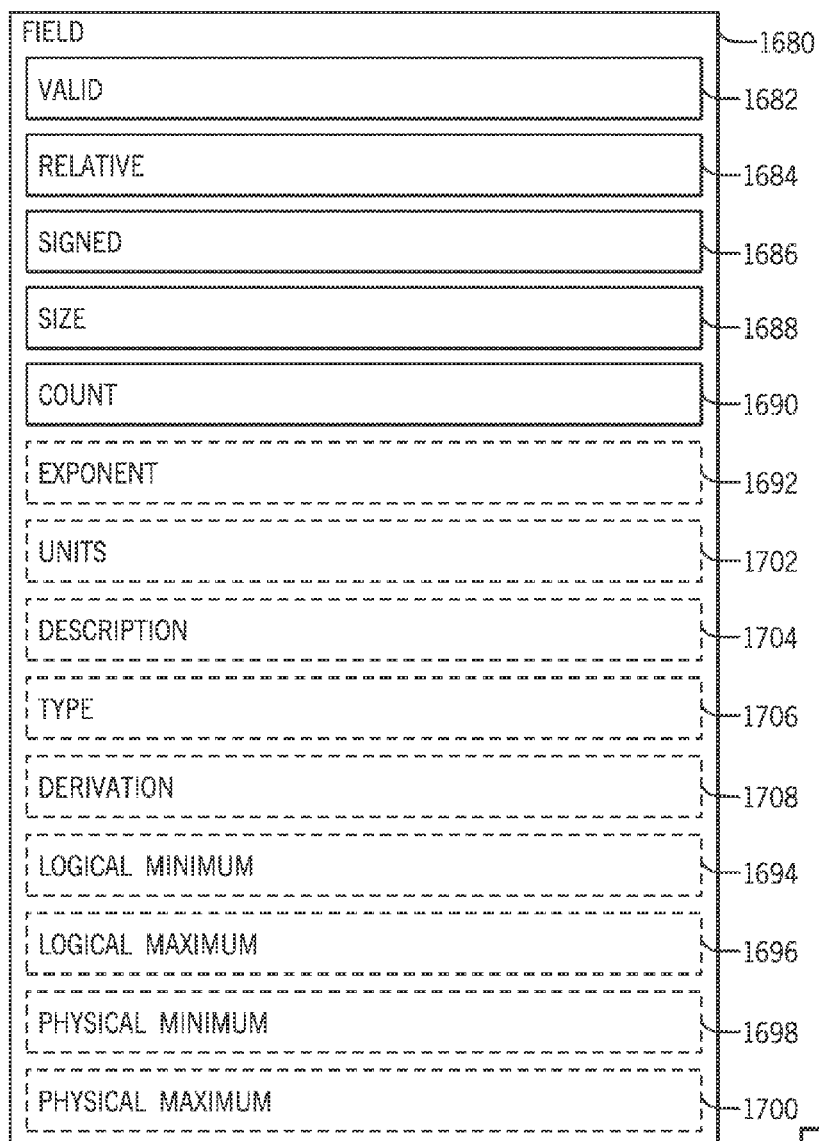 FIELD 1680
VALID 1682
RELATIVE 1684
SIGNED 1686
SIZE 1688
COUNT 1690
EXPONENT 1692
UNITS 1702
DESCRIPTION 1704
TYPE 1706
DERIVATION 1708
LOGICAL MINIMUM 1694
LOGICAL MAXIMUM 1696
PHYSICAL MINIMUM 1698
PHYSICAL MAXIMUM 1700